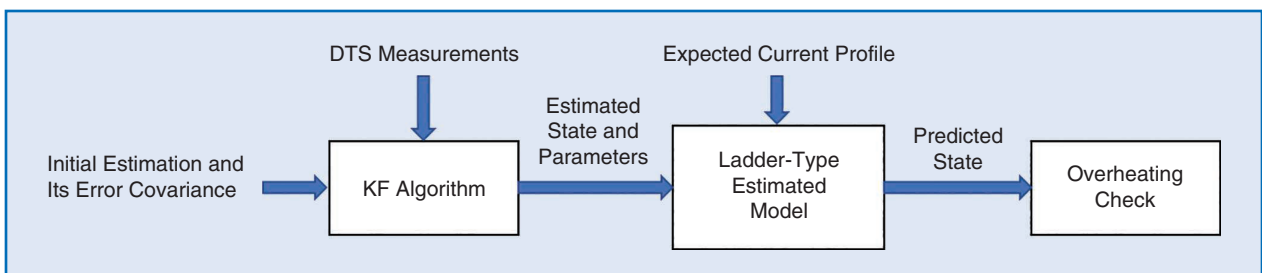 DTS Measurements
Expected Current Profile
Initial Estimation and
Its Error Covariance
KF Algorithm
Estimated
State and
Parameters
Ladder-Type
Estimated
Model
Predicted
State
Overheating
Check